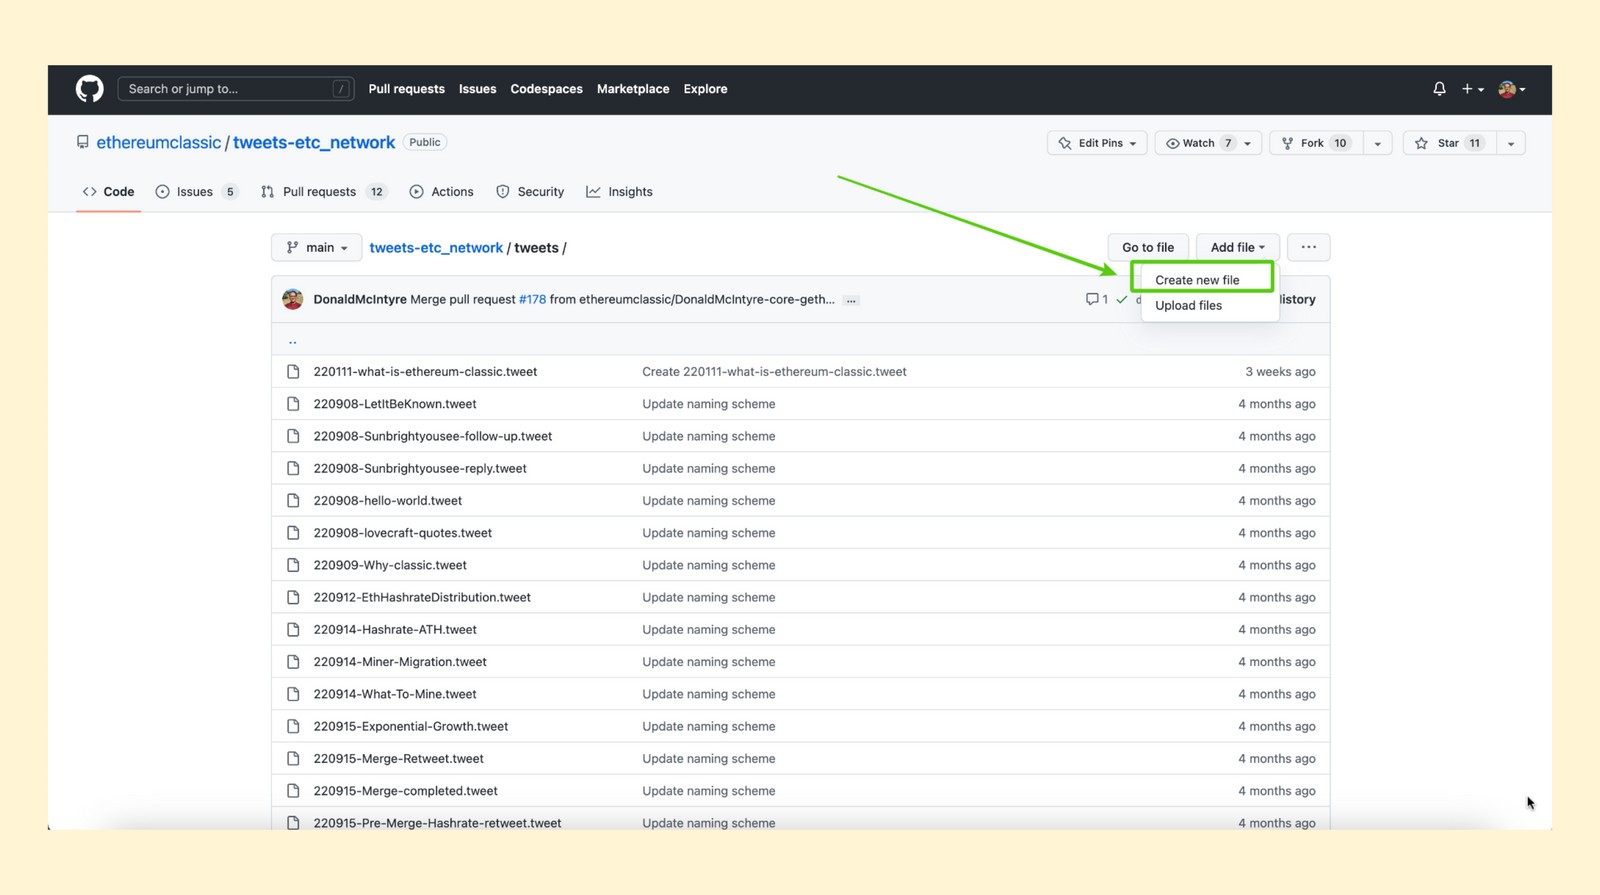 Search or jump to... /
Pull requests Issues Codespaces Marketplace Explore
ethereumclassic / tweets-etc_network Public
Edit Pins Watch 7 Fork 10 Star 11
Code Issues 5 Pull requests 12 Actions Security Insights
main tweets-etc_network / tweets / Go to file Add file ...
Create new file
Upload files
DonaldMcIntyre Merge pull request #178 from ethereumclassic/DonaldMcIntyre-core-geth... ... 1
..
220111-what-is-ethereum-classic.tweet Create 220111-what-is-ethereum-classic.tweet 3 weeks ago
220908-LetItBeKnown.tweet Update naming scheme 4 months ago
220908-Sunbrightyousee-follow-up.tweet Update naming scheme 4 months ago
220908-Sunbrightyousee-reply.tweet Update naming scheme 4 months ago
220908-hello-world.tweet Update naming scheme 4 months ago
220908-lovecraft-quotes.tweet Update naming scheme 4 months ago
220909-Why-classic.tweet Update naming scheme 4 months ago
220912-EthHashrateDistribution.tweet Update naming scheme 4 months ago
220914-Hashrate-ATH.tweet Update naming scheme 4 months ago
220914-Miner-Migration.tweet Update naming scheme 4 months ago
220914-What-To-Mine.tweet Update naming scheme 4 months ago
220915-Exponential-Growth.tweet Update naming scheme 4 months ago
220915-Merge-Retweet.tweet Update naming scheme 4 months ago
220915-Merge-completed.tweet Update naming scheme 4 months ago
220915-Pre-Merge-Hashrate-retweet.tweet Update naming scheme 4 months ago